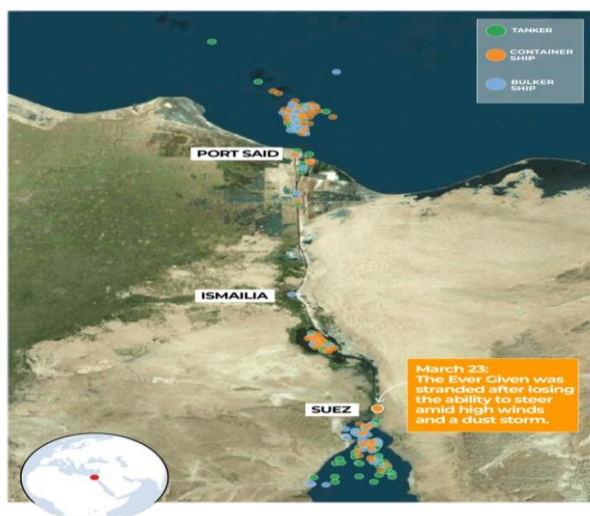 TANKER
CONTAINER
SHIP
BULKER
SHIP
PORT SAID
ISMAILIA
March 23:
The Ever Given was
stranded after losing
the ability to steer
amid high winds
and a dust storm.
SUEZ